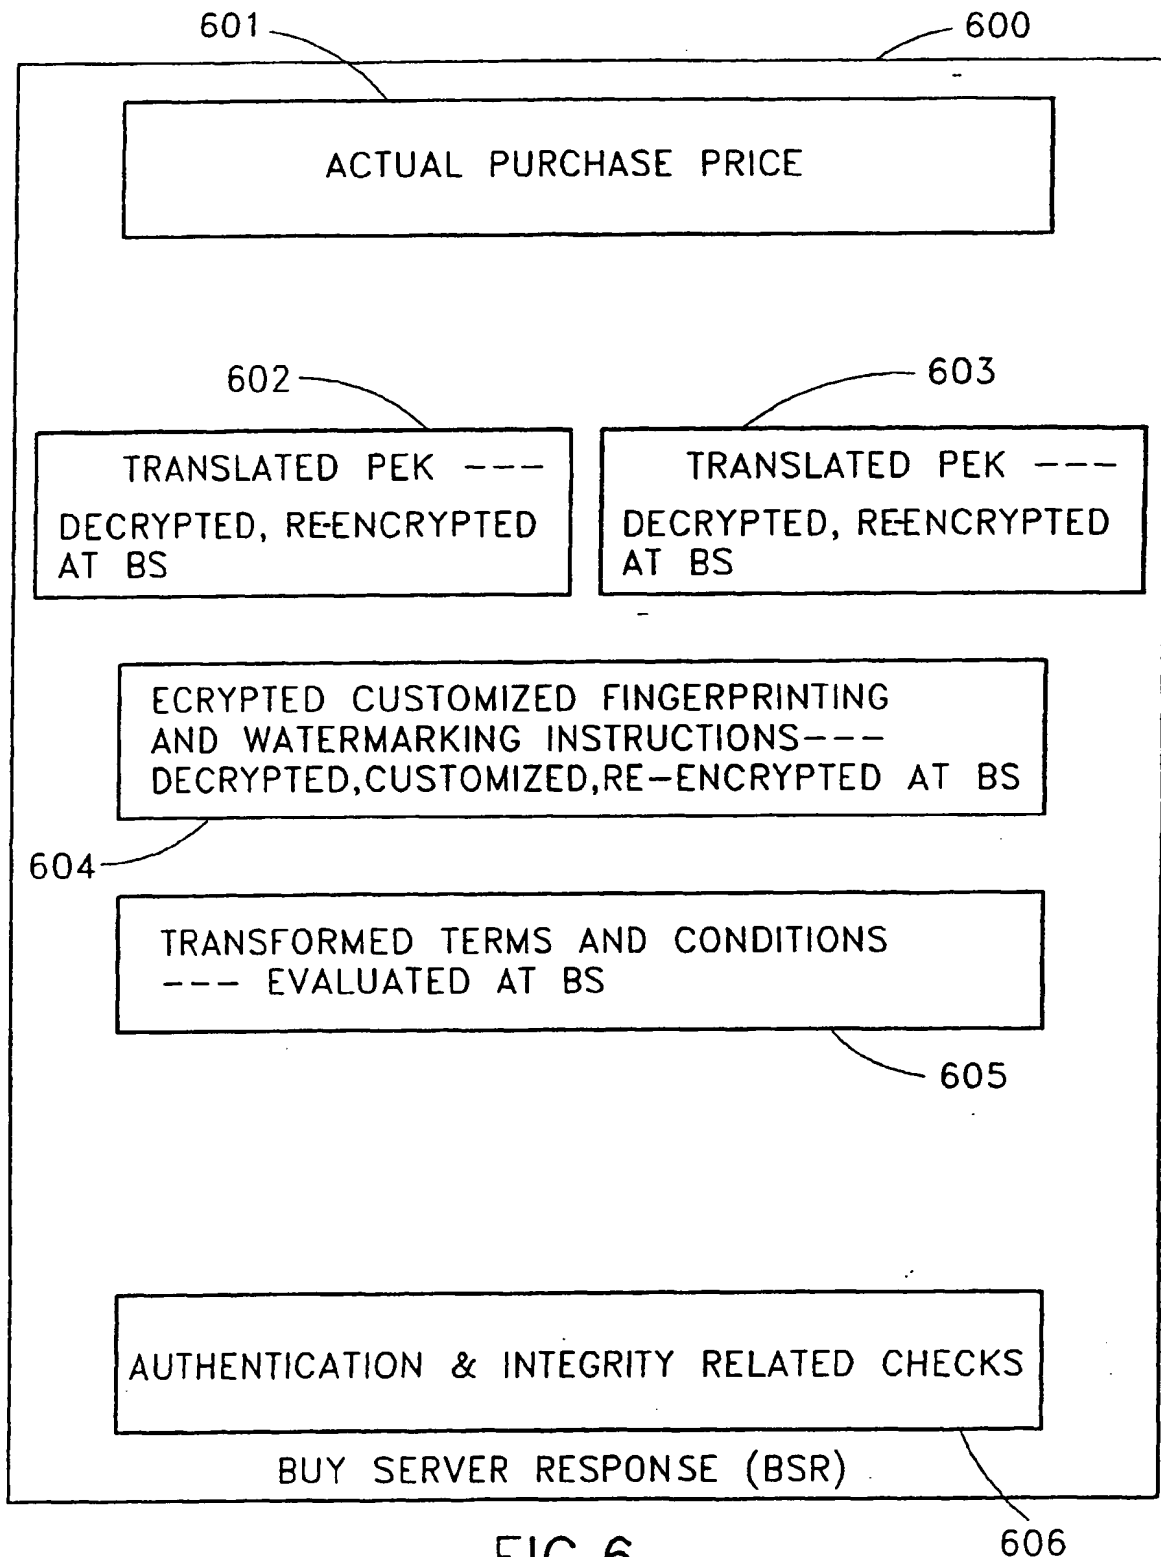 601
600
ACTUAL PURCHASE PRICE
602
603
TRANSLATED PEK ---
DECRYPTED, RE-ENCRYPTED
AT BS
TRANSLATED PEK ---
DECRYPTED, RE-ENCRYPTED
AT BS
ECRYPTED CUSTOMIZED FINGERPRINTING
AND WATERMARKING INSTRUCTIONS---
DECRYPTED,CUSTOMIZED,RE-ENCRYPTED AT BS
604
TRANSFORMED TERMS AND CONDITIONS
--- EVALUATED AT BS
605
AUTHENTICATION & INTEGRITY RELATED CHECKS
BUY SERVER RESPONSE (BSR)
606
FIG.6